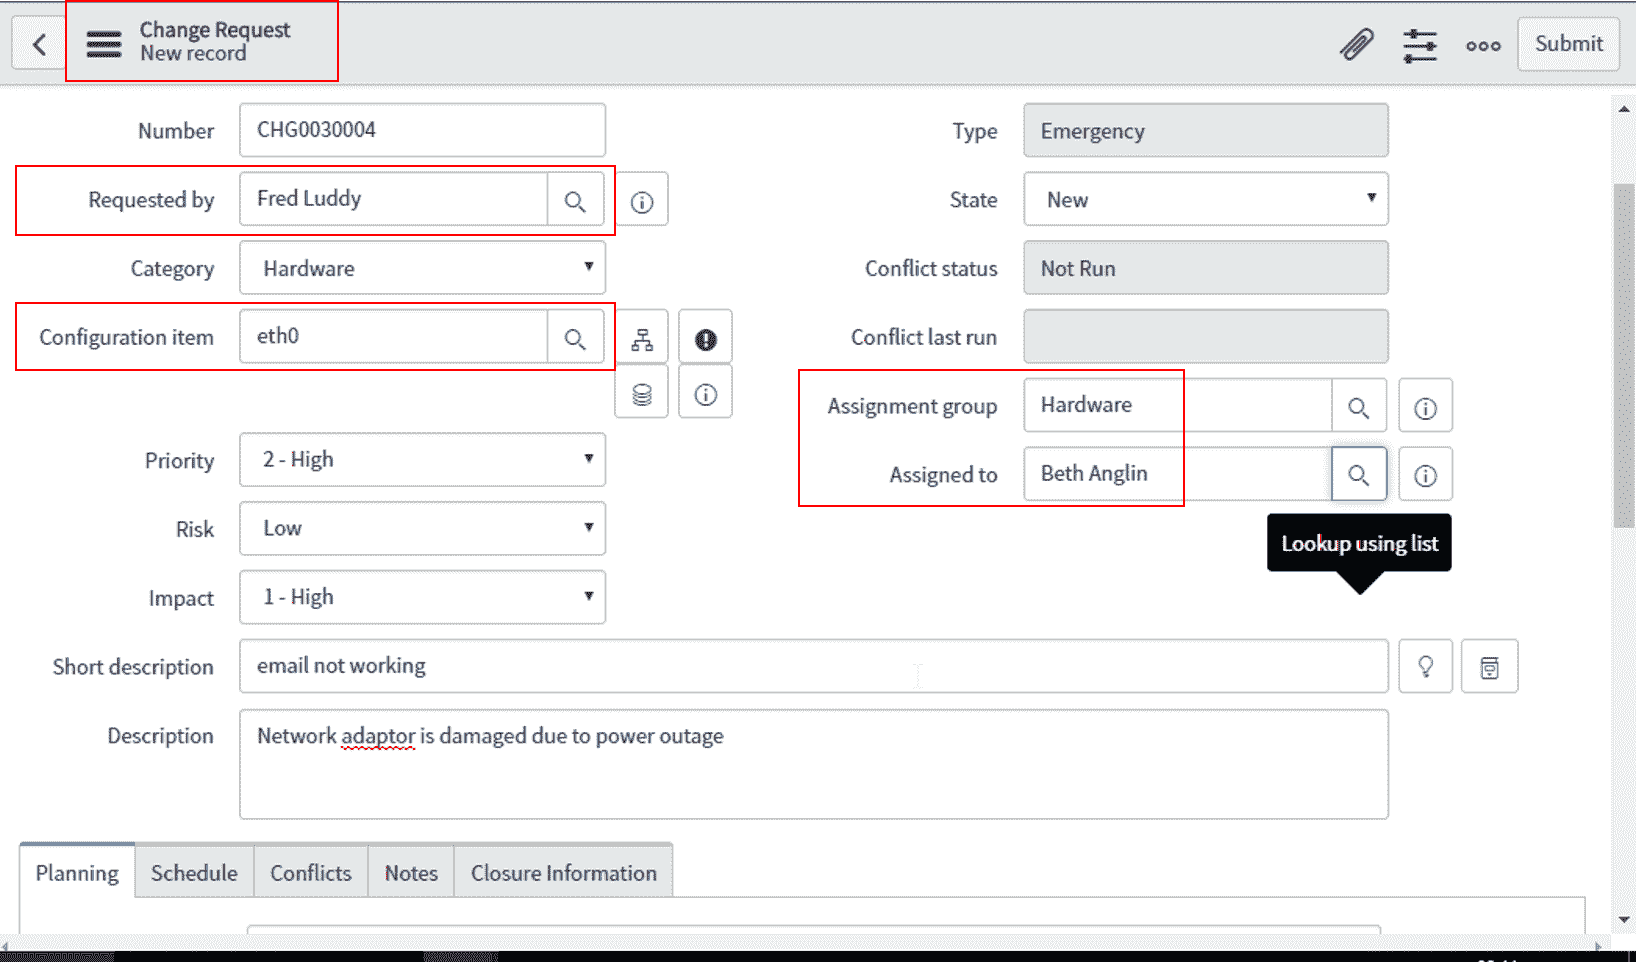 Change Request
New record
Submit
Number CHG0030004
Type Emergency
Requested by Fred Luddy
State New
Category Hardware
Conflict status Not Run
Configuration item eth0
Conflict last run
Assignment group Hardware
Priority 2 - High
Assigned to Beth Anglin
Risk Low
Lookup using list
Impact 1 - High
Short description email not working
Description Network adaptor is damaged due to power outage
Planning Schedule Conflicts Notes Closure Information